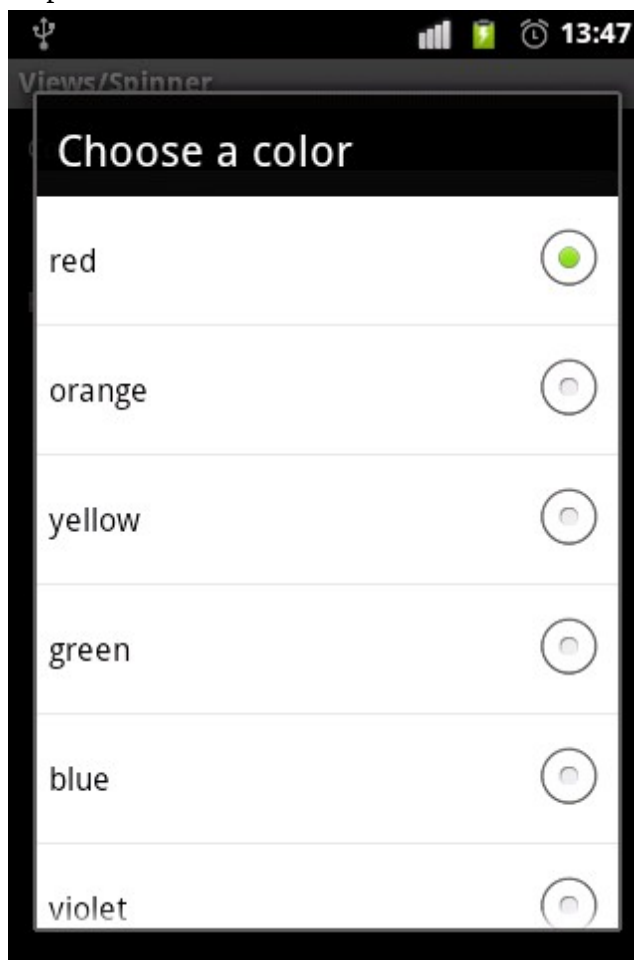 13:47
Views/Spinner
Choose a color
red
orange
yellow
green
blue
violet